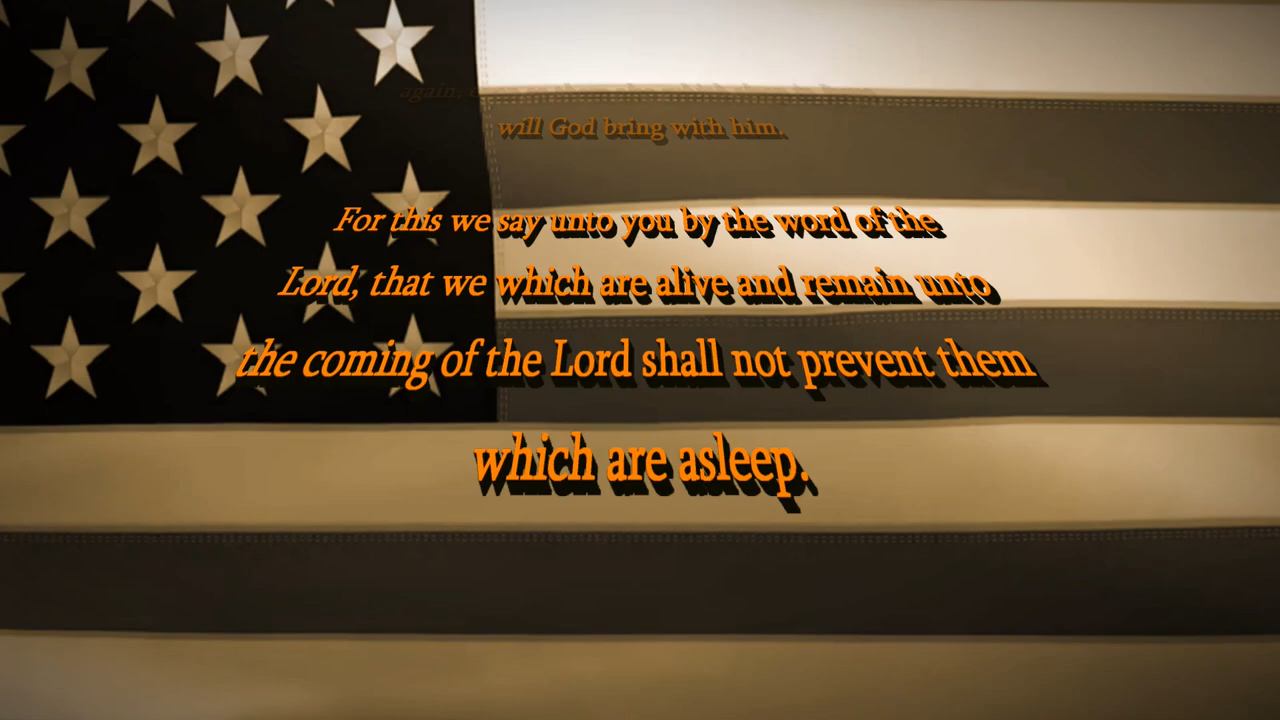 again,
will God bring with him.
For this we say unto you by the word of the
Lord, that we which are alive and remain unto
the coming of the Lord shall not prevent them
which are asleep.